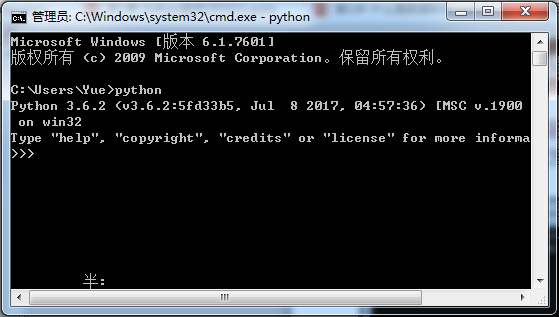 管理员: C:\Windows\system32\cmd.exe - python
Microsoft Windows [版本 6.1.7601]
版权所有 (c) 2009 Microsoft Corporation。保留所有权利。
C:\Users\Yue>python
Python 3.6.2 (v3.6.2:5fd33b5, Jul  8 2017, 04:57:36) [MSC v.1900
 on win32
Type "help", "copyright", "credits" or "license" for more informa
>>>
半: